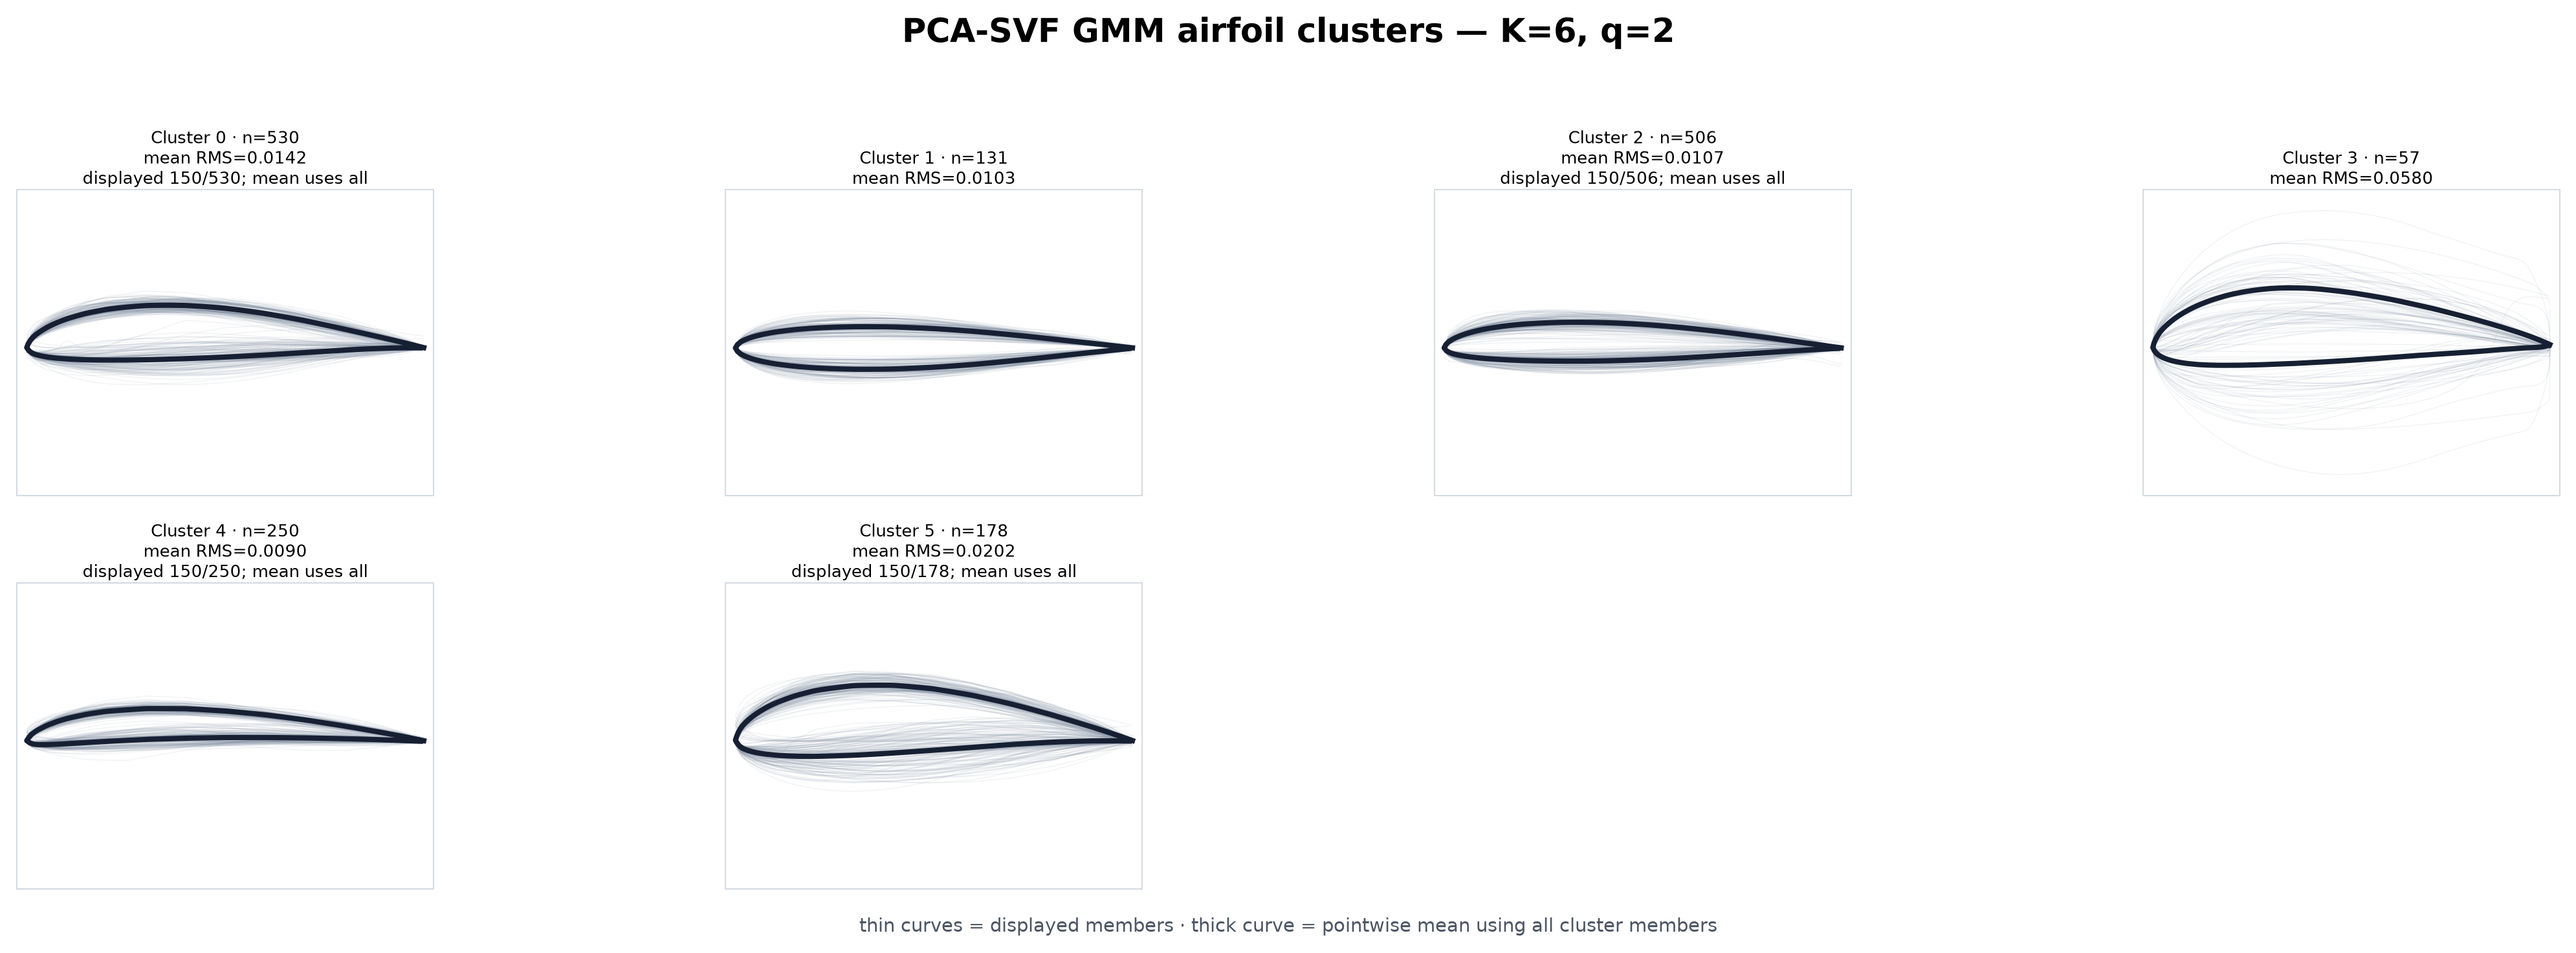 PCA-SVF GMM airfoil clusters — K=6, q=2
Cluster 0 · n=530
mean RMS=0.0142
displayed 150/530; mean uses all
Cluster 1 · n=131
mean RMS=0.0103
Cluster 2 · n=506
mean RMS=0.0107
displayed 150/506; mean uses all
Cluster 3 · n=57
mean RMS=0.0580
Cluster 4 · n=250
mean RMS=0.0090
displayed 150/250; mean uses all
Cluster 5 · n=178
mean RMS=0.0202
displayed 150/178; mean uses all
thin curves = displayed members · thick curve = pointwise mean using all cluster members